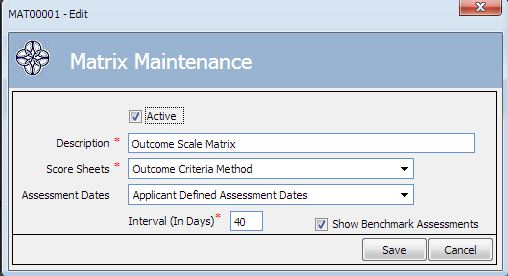 MAT00001 - Edit
Matrix Maintenance
Active
Description * Outcome Scale Matrix
Score Sheets * Outcome Criteria Method
Assessment Dates Applicant Defined Assessment Dates
Interval (In Days)* 40 Show Benchmark Assessments
Save Cancel